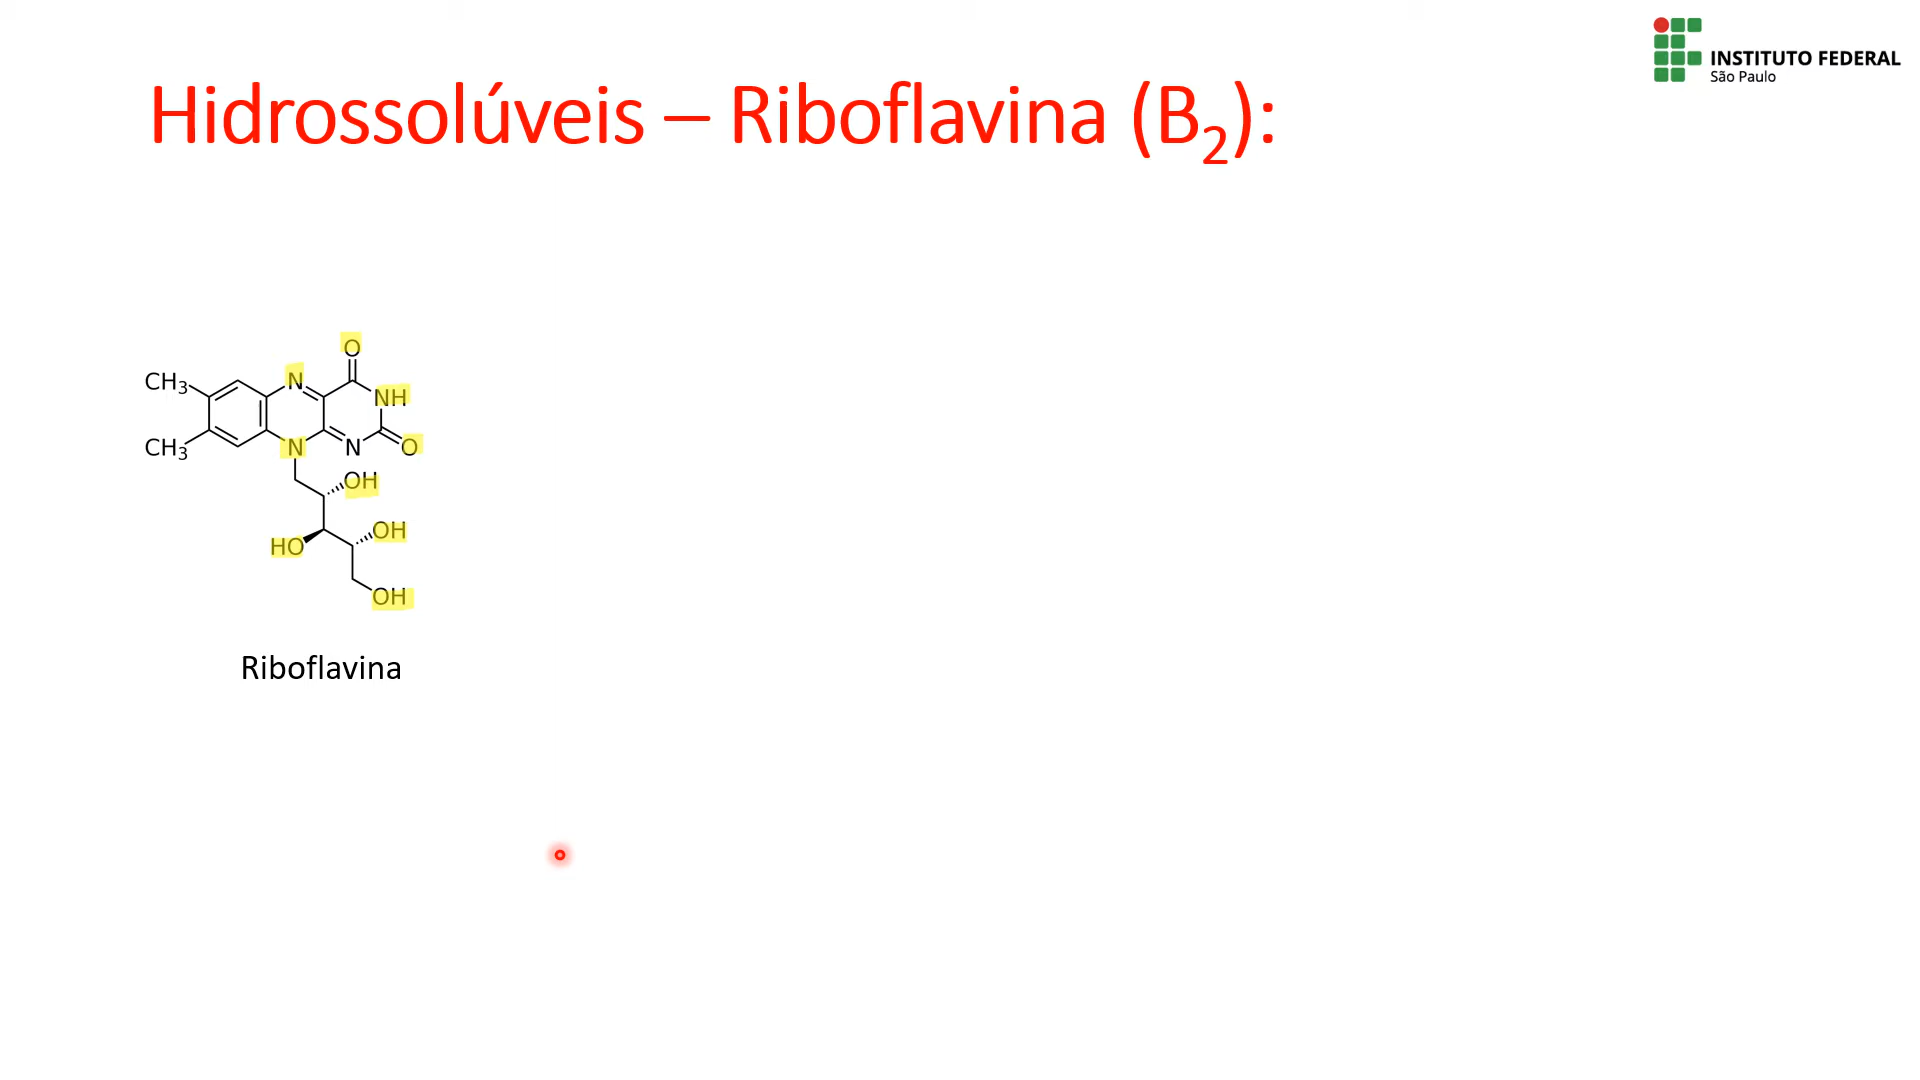 INSTITUTO FEDERAL
São Paulo
Hidrossolúveis – Riboflavina (B₂):
O
CH₃ N NH
CH₃ N N O
OH
OH
HO
OH
Riboflavina